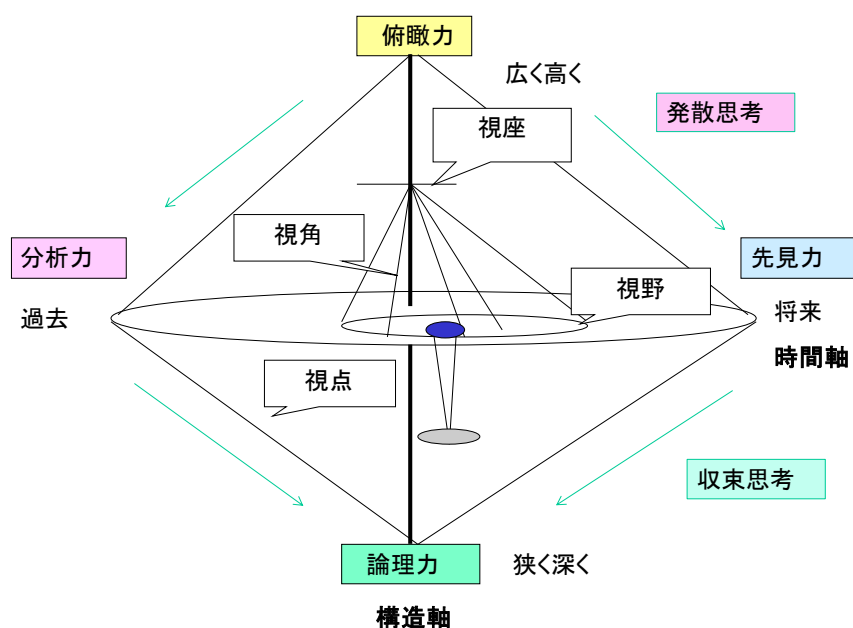 俯瞰力
広く高く
発散思考
視座
視角
分析力
先見力
視野
過去
将来
時間軸
視点
収束思考
論理力
狭く深く
構造軸